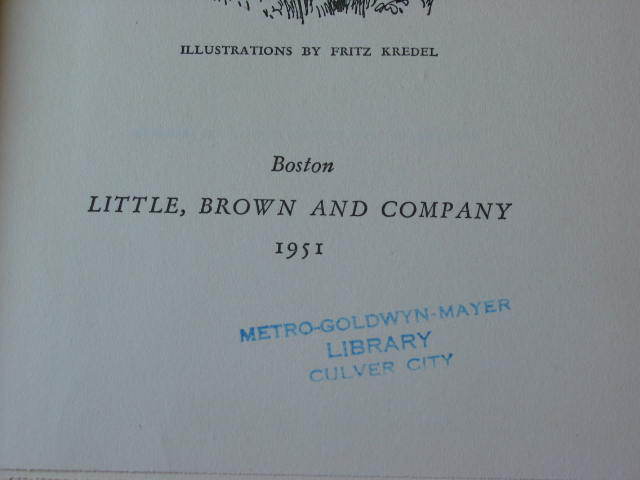 ILLUSTRATIONS BY FRITZ KREDEL
Boston
LITTLE, BROWN AND COMPANY
1951
METRO-GOLDWYN-MAYER
LIBRARY
CULVER CITY